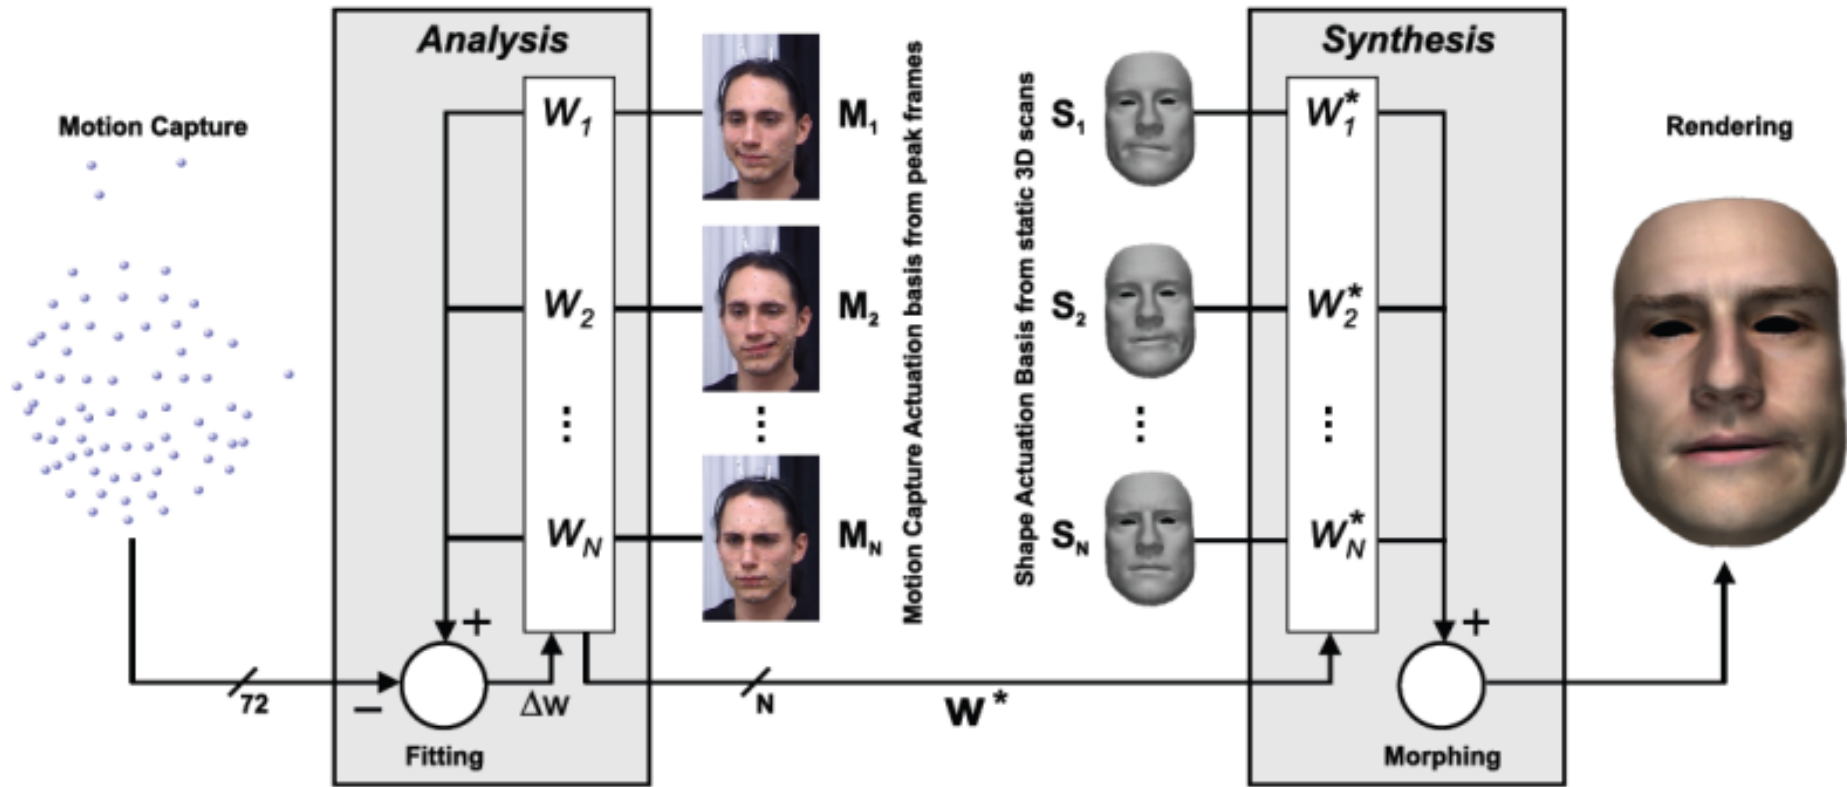 Analysis
Synthesis
Motion Capture
Rendering
W1
M1
S1
W*1
W2
M2
S2
W*2
⋮
⋮
⋮
⋮
WN
MN
SN
W*N
Motion Capture Actuation basis from peak frames
Shape Actuation Basis from static 3D scans
+
+
72
−
Δw
N
w*
Fitting
Morphing